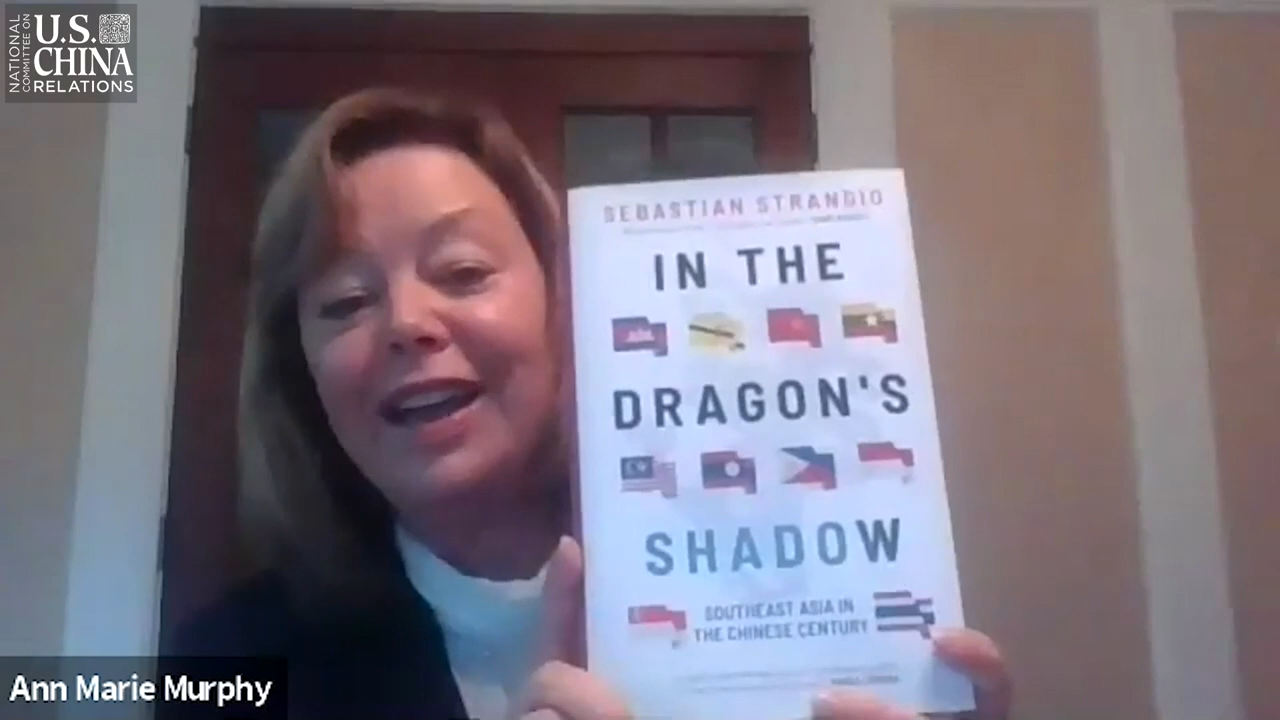 NATIONAL
COMMITTEE ON
U.S.
CHINA
RELATIONS
SEBASTIAN STRANGIO
IN THE
DRAGON'S
SHADOW
SOUTHEAST ASIA IN
THE CHINESE CENTURY
Ann Marie Murphy